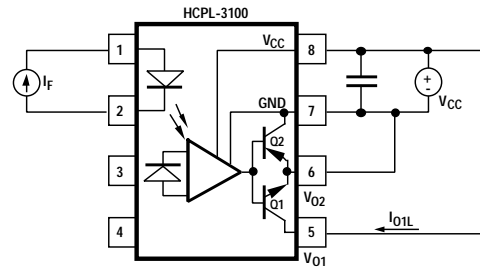 HCPL-3100
1
V_CC
8
I_F
+
-
V_CC
2
GND
7
Q2
3
6
V_O2
Q1
I_O1L
4
5
V_O1